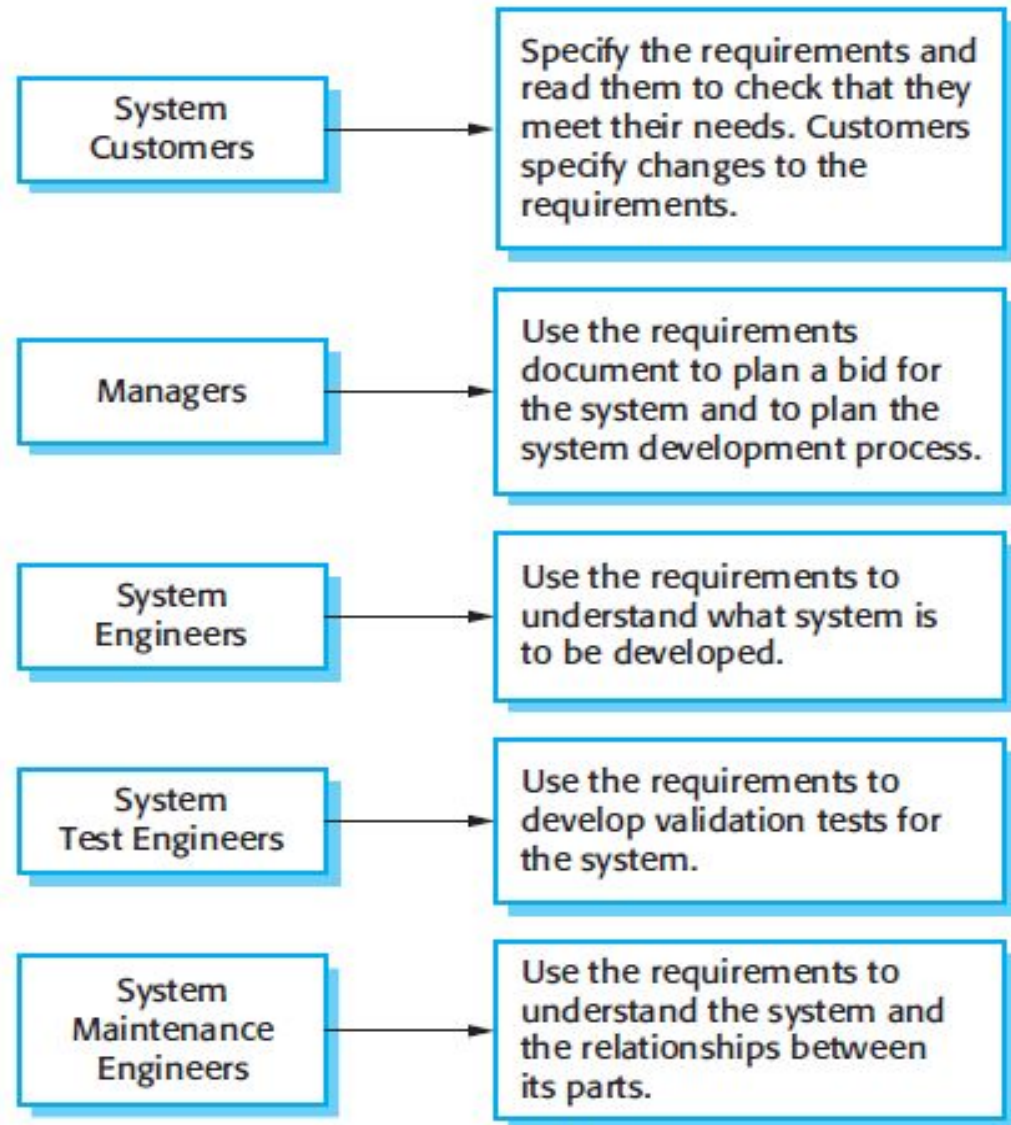 System
Customers
Specify the requirements and
read them to check that they
meet their needs. Customers
specify changes to the
requirements.
Managers
Use the requirements
document to plan a bid for
the system and to plan the
system development process.
System
Engineers
Use the requirements to
understand what system is
to be developed.
System
Test Engineers
Use the requirements to
develop validation tests for
the system.
System
Maintenance
Engineers
Use the requirements to
understand the system and
the relationships between
its parts.